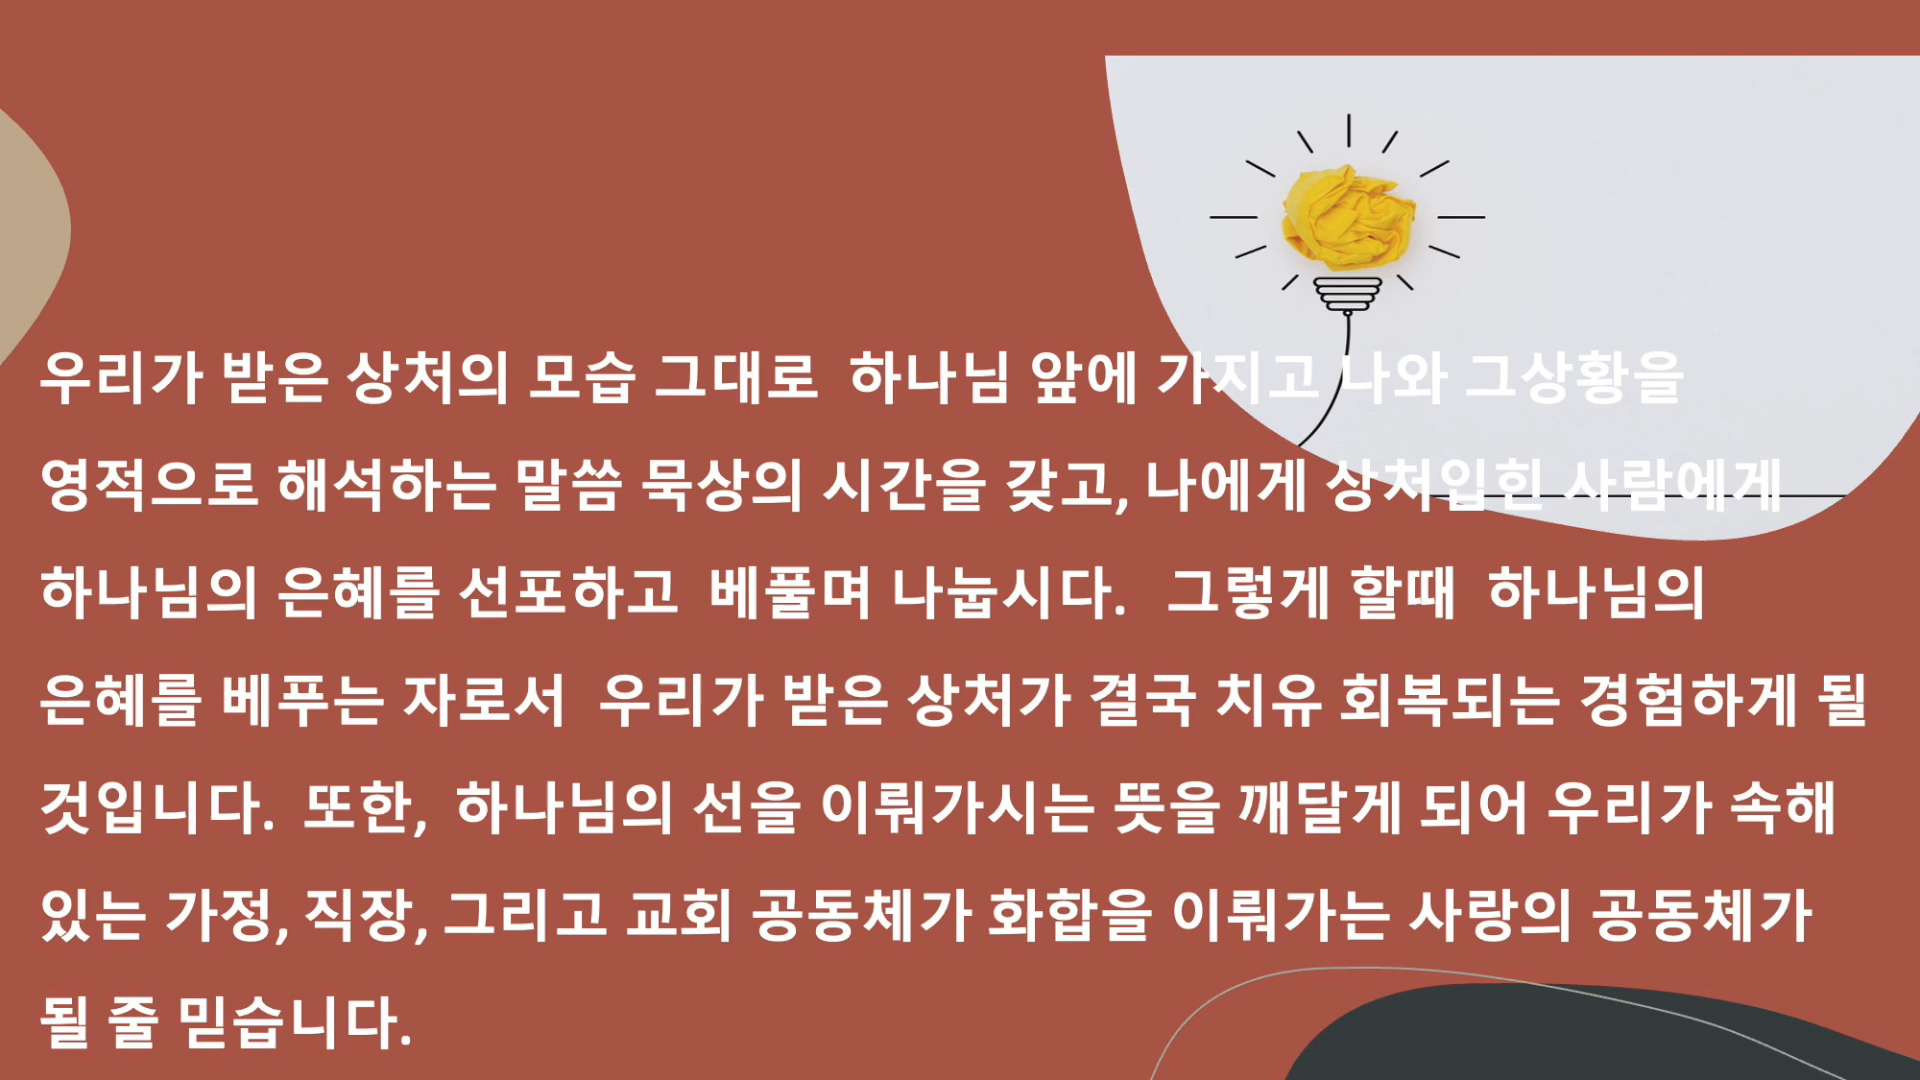 우리가 받은 상처의 모습 그대로 하나님 앞에 가지고 나와 그상황을
영적으로 해석하는 말씀 묵상의 시간을 갖고, 나에게 상처입힌 사람에게
하나님의 은혜를 선포하고 베풀며 나눕시다. 그렇게 할때 하나님의
은혜를 베푸는 자로서 우리가 받은 상처가 결국 치유 회복되는 경험하게 될
것입니다. 또한, 하나님의 선을 이뤄가시는 뜻을 깨달게 되어 우리가 속해
있는 가정, 직장, 그리고 교회 공동체가 화합을 이뤄가는 사랑의 공동체가
될 줄 믿습니다.